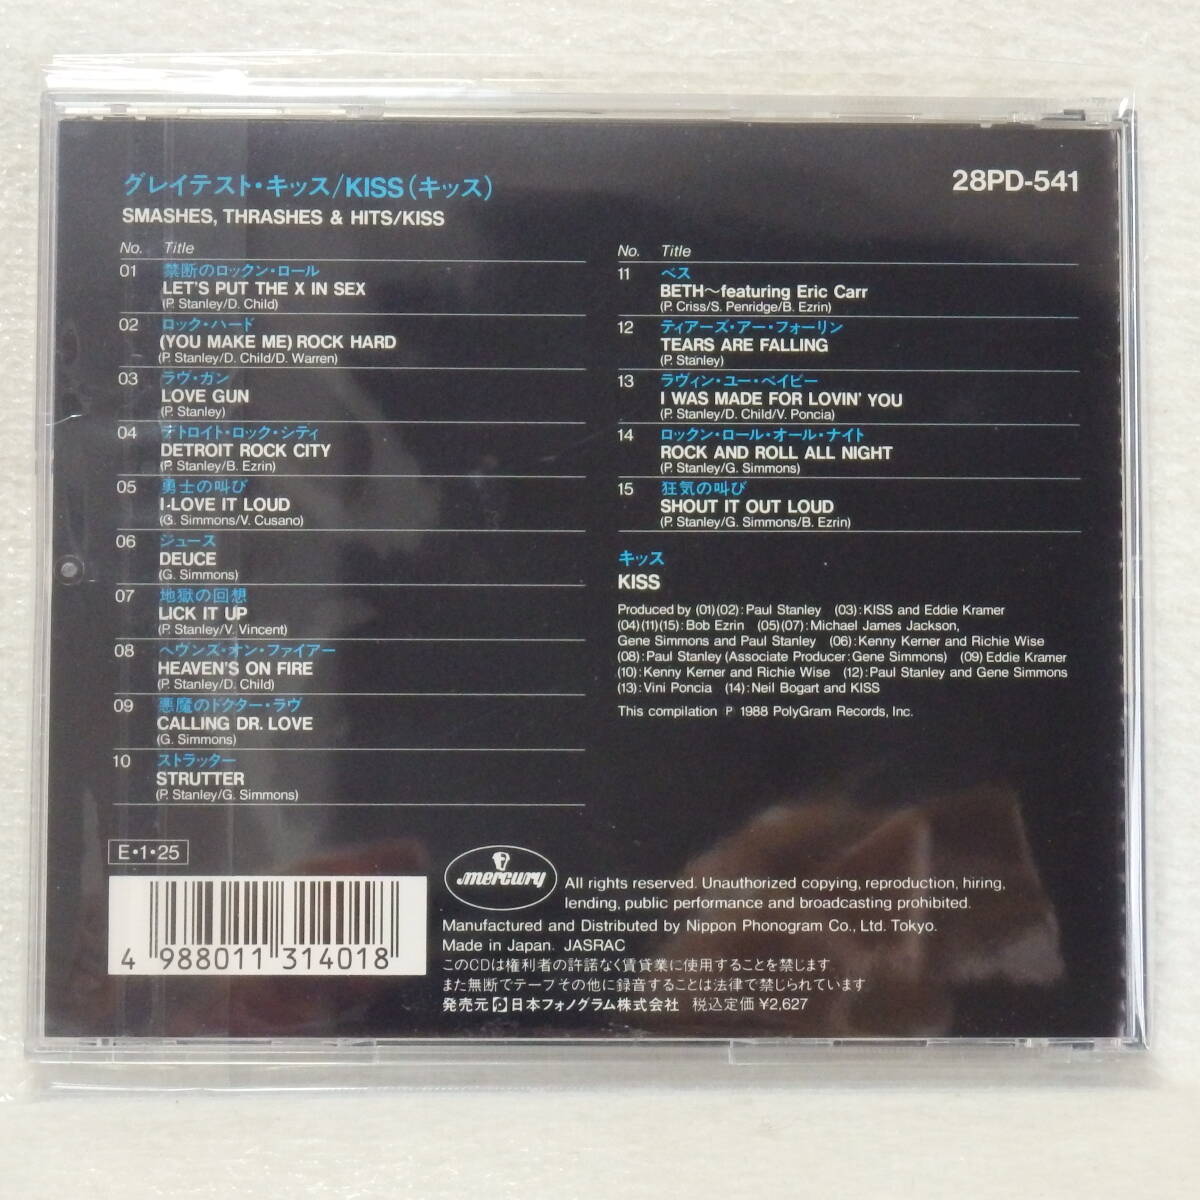 グレイテスト・キッス/KISS(キッス)
SMASHES, THRASHES & HITS/KISS
28PD-541
No. Title
01 禁断のロックン・ロール
LET'S PUT THE X IN SEX
(P. Stanley/D. Child)
02 ロック・ハード
(YOU MAKE ME) ROCK HARD
(P. Stanley/D. Child/D. Warren)
03 ラヴ・ガン
LOVE GUN
(P. Stanley)
04 デトロイト・ロック・シティ
DETROIT ROCK CITY
(P. Stanley/B. Ezrin)
05 勇士の叫び
I LOVE IT LOUD
(G. Simmons/V. Cusano)
06 ジュース
DEUCE
(G. Simmons)
07 地獄の回想
LICK IT UP
(P. Stanley/V. Vincent)
08 ヘヴンズ・オン・ファイアー
HEAVEN'S ON FIRE
(P. Stanley/D. Child)
09 悪魔のドクター・ラヴ
CALLING DR. LOVE
(G. Simmons)
10 ストラッター
STRUTTER
(P. Stanley/G. Simmons)
No. Title
11 ベス
BETH〜featuring Eric Carr
(P. Criss/S. Penridge/B. Ezrin)
12 ティアーズ・アー・フォーリン
TEARS ARE FALLING
(P. Stanley)
13 ラヴィン・ユー・ベイビー
I WAS MADE FOR LOVIN' YOU
(P. Stanley/D. Child/V. Poncia)
14 ロックン・ロール・オール・ナイト
ROCK AND ROLL ALL NIGHT
(P. Stanley/G. Simmons)
15 狂気の叫び
SHOUT IT OUT LOUD
(P. Stanley/G. Simmons/B. Ezrin)
キッス
KISS
Produced by (01)(02): Paul Stanley (03): KISS and Eddie Kramer
(04)(11)(15): Bob Ezrin (05)(07): Michael James Jackson,
Gene Simmons and Paul Stanley (06): Kenny Kerner and Richie Wise
(08): Paul Stanley (Associate Producer: Gene Simmons) (09) Eddie Kramer
(10): Kenny Kerner and Richie Wise (12): Paul Stanley and Gene Simmons
(13): Vini Poncia (14): Neil Bogart and KISS
This compilation ℗ 1988 PolyGram Records, Inc.
E・1・25
4 988011 314018
mercury
All rights reserved. Unauthorized copying, reproduction, hiring,
lending, public performance and broadcasting prohibited.
Manufactured and Distributed by Nippon Phonogram Co., Ltd. Tokyo.
Made in Japan. JASRAC
このCDは権利者の許諾なく賃貸業に使用することを禁じます
また無断でテープその他に録音することは法律で禁じられています
発売元 日本フォノグラム株式会社 税込定価¥2,627